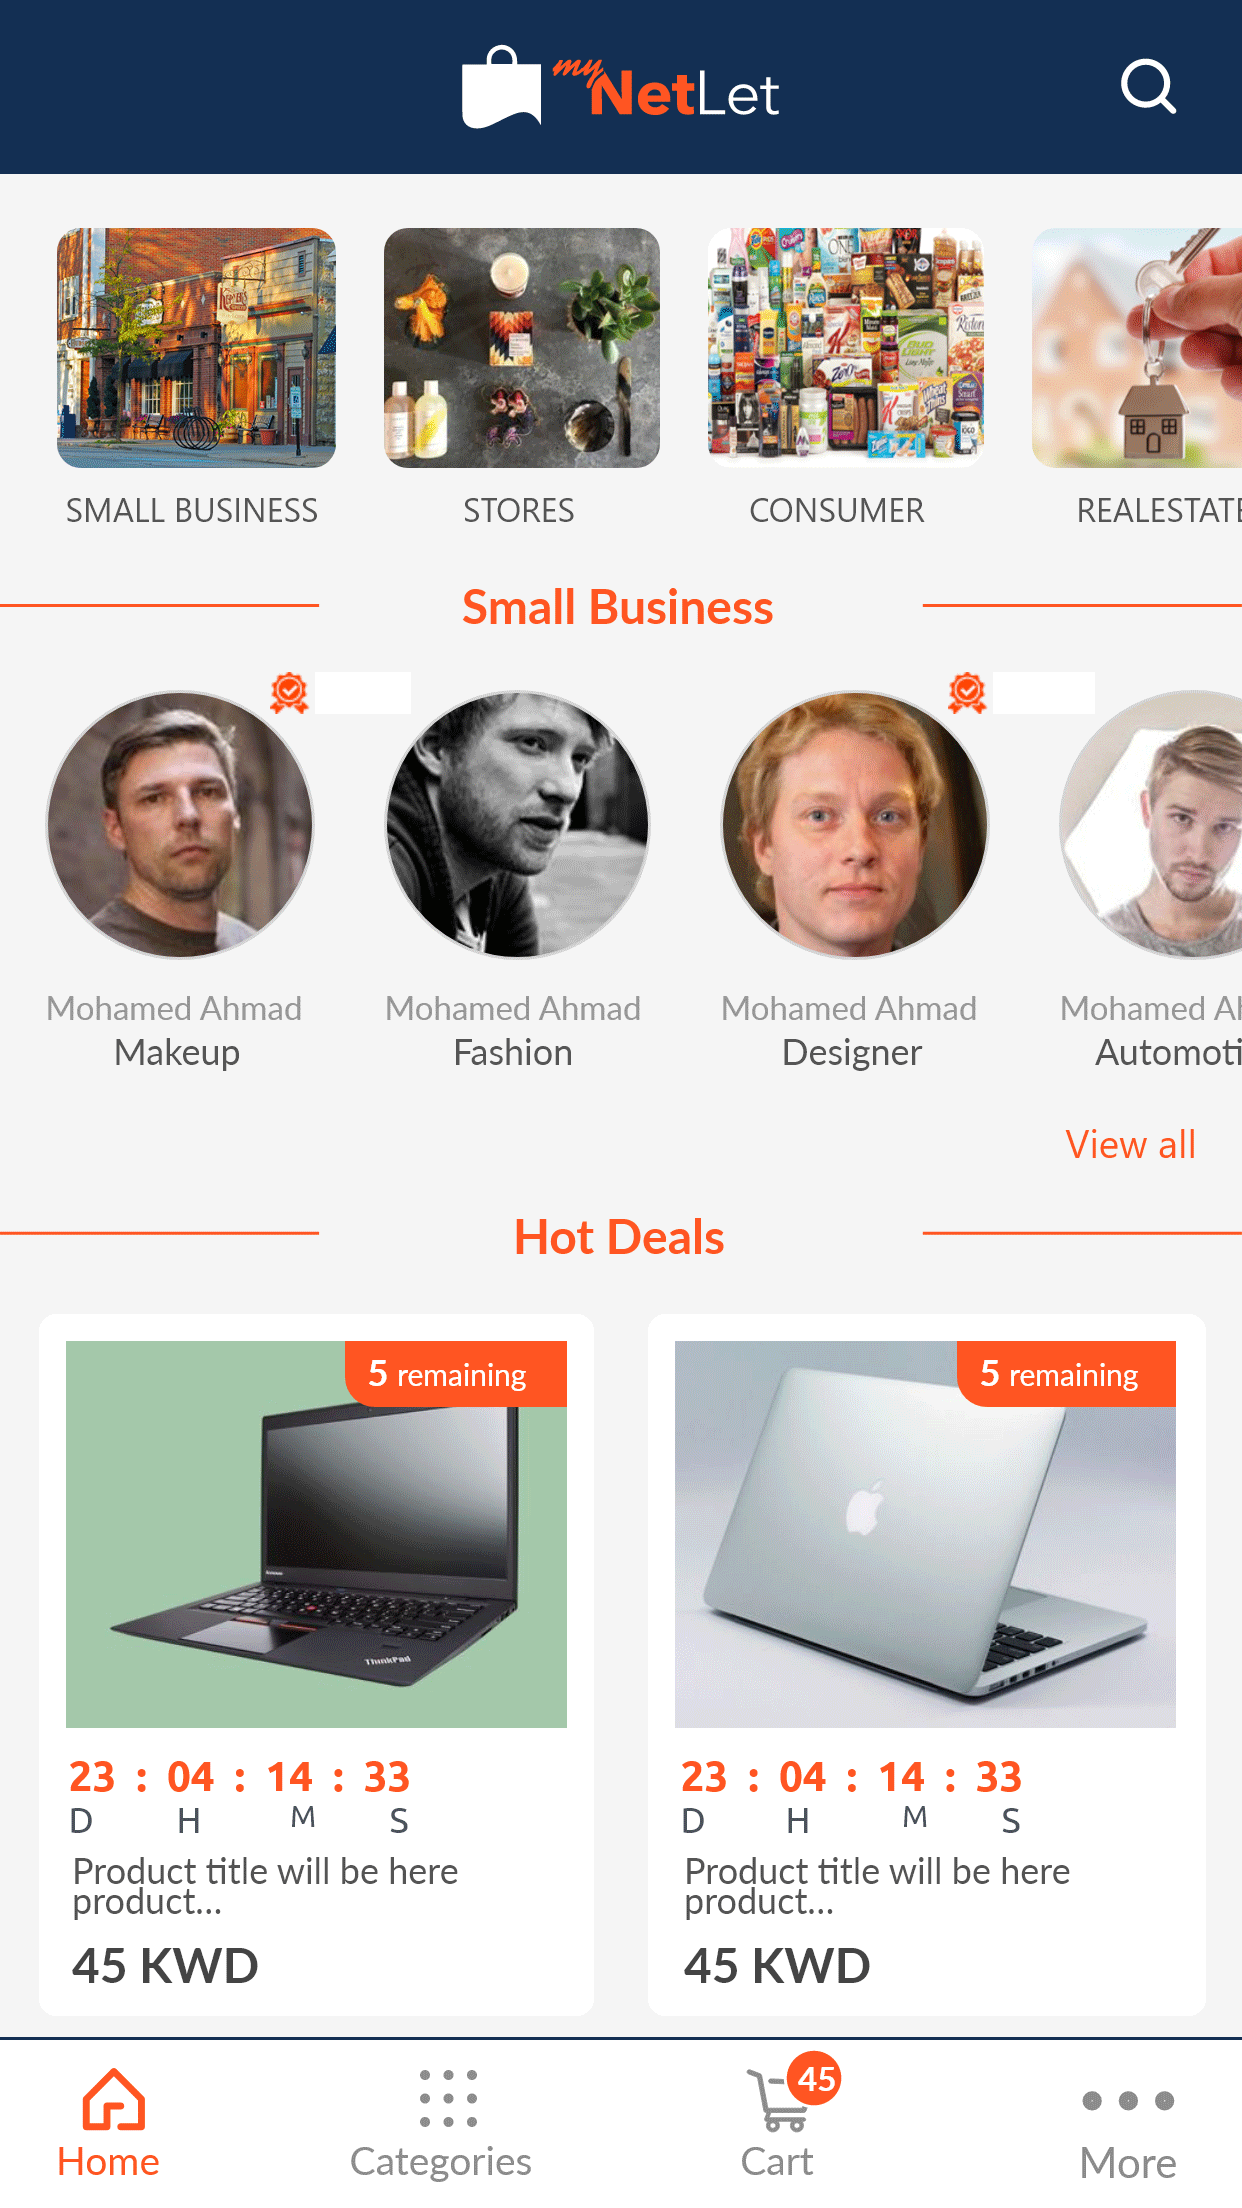 my NetLet
SMALL BUSINESS
STORES
CONSUMER
REALESTATE
Small Business
Mohamed Ahmad
Mohamed Ahmad
Mohamed Ahmad
Mohamed Ah
Makeup
Fashion
Designer
Automoti
View all
Hot Deals
5 remaining
5 remaining
ThinkPad
23 : 04 : 14 : 33
D H M S
Product title will be here
product...
45 KWD
23 : 04 : 14 : 33
D H M S
Product title will be here
product...
45 KWD
45
Home
Categories
Cart
More